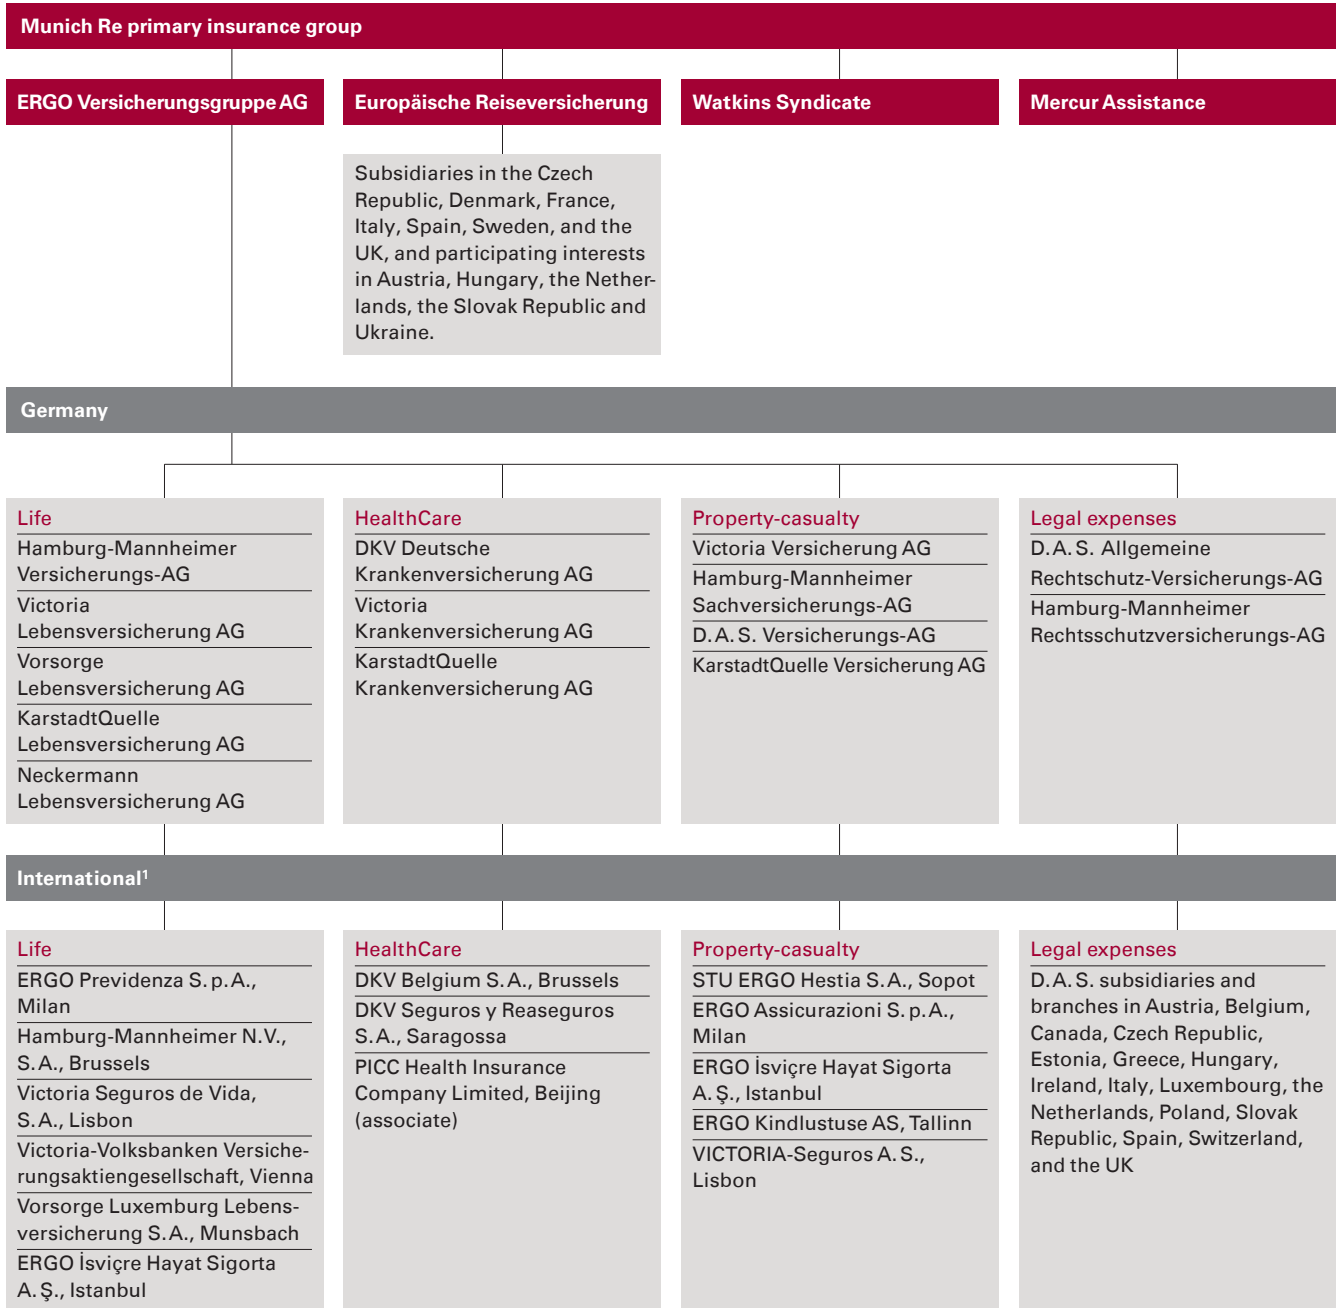 Munich Re primary insurance group
ERGO Versicherungsgruppe AG
Europäische Reiseversicherung
Watkins Syndicate
Mercur Assistance
Subsidiaries in the Czech
Republic, Denmark, France,
Italy, Spain, Sweden, and the
UK, and participating interests
in Austria, Hungary, the Nether-
lands, the Slovak Republic and
Ukraine.
Germany
Life
Hamburg-Mannheimer
Versicherungs-AG
Victoria
Lebensversicherung AG
Vorsorge
Lebensversicherung AG
KarstadtQuelle
Lebensversicherung AG
Neckermann
Lebensversicherung AG
HealthCare
DKV Deutsche
Krankenversicherung AG
Victoria
Krankenversicherung AG
KarstadtQuelle
Krankenversicherung AG
Property-casualty
Victoria Versicherung AG
Hamburg-Mannheimer
Sachversicherungs-AG
D.A.S. Versicherungs-AG
KarstadtQuelle Versicherung AG
Legal expenses
D.A.S. Allgemeine
Rechtschutz-Versicherungs-AG
Hamburg-Mannheimer
Rechtsschutzversicherungs-AG
International¹
Life
ERGO Previdenza S.p.A.,
Milan
Hamburg-Mannheimer N.V.,
S.A., Brussels
Victoria Seguros de Vida,
S.A., Lisbon
Victoria-Volksbanken Versiche-
rungsaktiengesellschaft, Vienna
Vorsorge Luxemburg Lebens-
versicherung S.A., Munsbach
ERGO İsviçre Hayat Sigorta
A.Ş., Istanbul
HealthCare
DKV Belgium S.A., Brussels
DKV Seguros y Reaseguros
S.A., Saragossa
PICC Health Insurance
Company Limited, Beijing
(associate)
Property-casualty
STU ERGO Hestia S.A., Sopot
ERGO Assicurazioni S.p.A.,
Milan
ERGO İsviçre Hayat Sigorta
A.Ş., Istanbul
ERGO Kindlustuse AS, Tallinn
VICTORIA-Seguros A.S.,
Lisbon
Legal expenses
D.A.S. subsidiaries and
branches in Austria, Belgium,
Canada, Czech Republic,
Estonia, Greece, Hungary,
Ireland, Italy, Luxembourg, the
Netherlands, Poland, Slovak
Republic, Spain, Switzerland,
and the UK